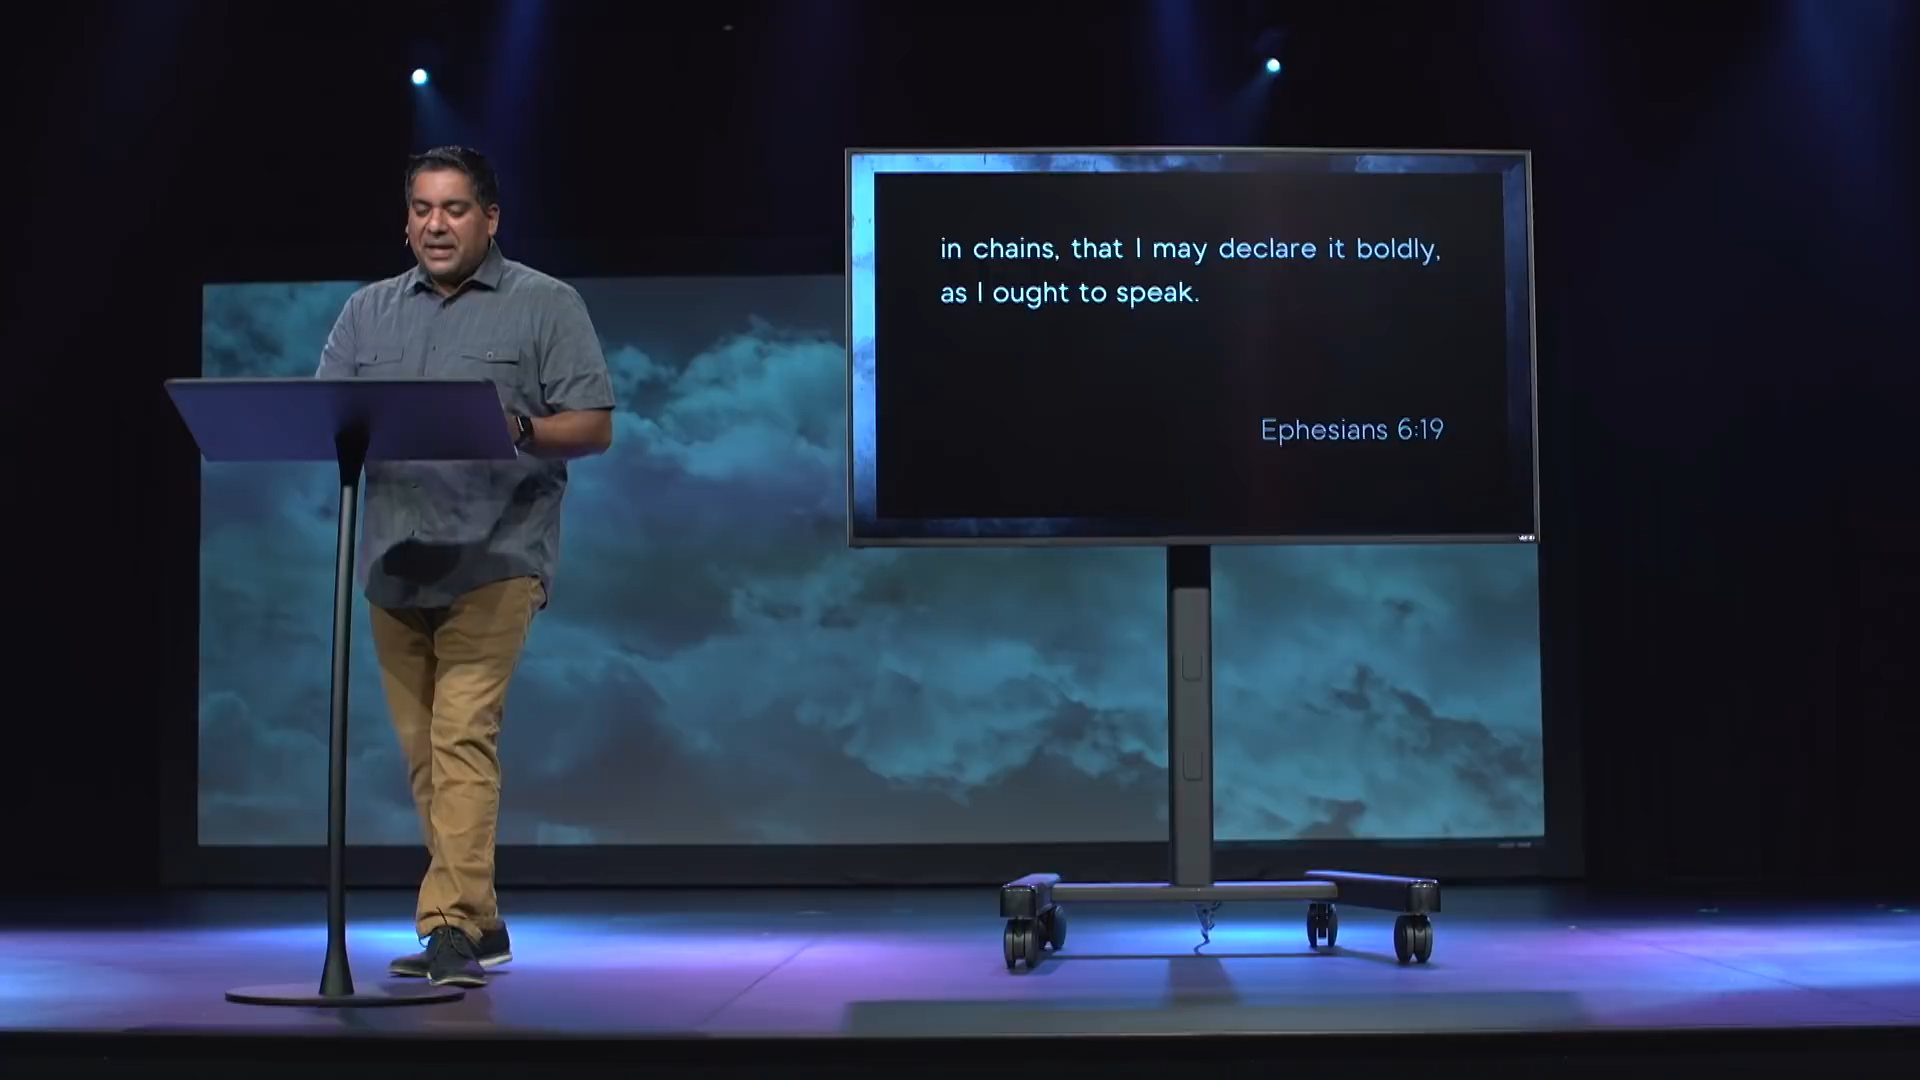 in chains, that I may declare it boldly,
as I ought to speak.
Ephesians 6:19